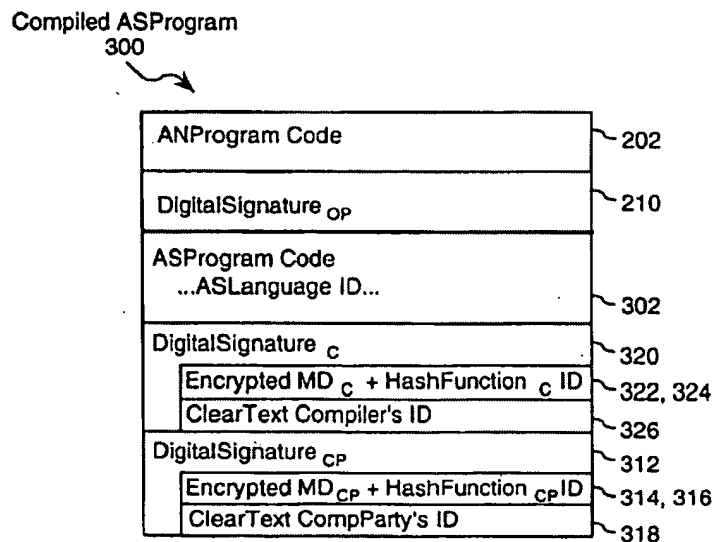 Compiled ASProgram
300
ANProgram Code 202
DigitalSignature OP 210
ASProgram Code
...ASLanguage ID... 302
DigitalSignature C 320
Encrypted MD C + HashFunction C ID 322, 324
ClearText Compiler's ID 326
DigitalSignature CP 312
Encrypted MD CP + HashFunction CP ID 314, 316
ClearText CompParty's ID 318